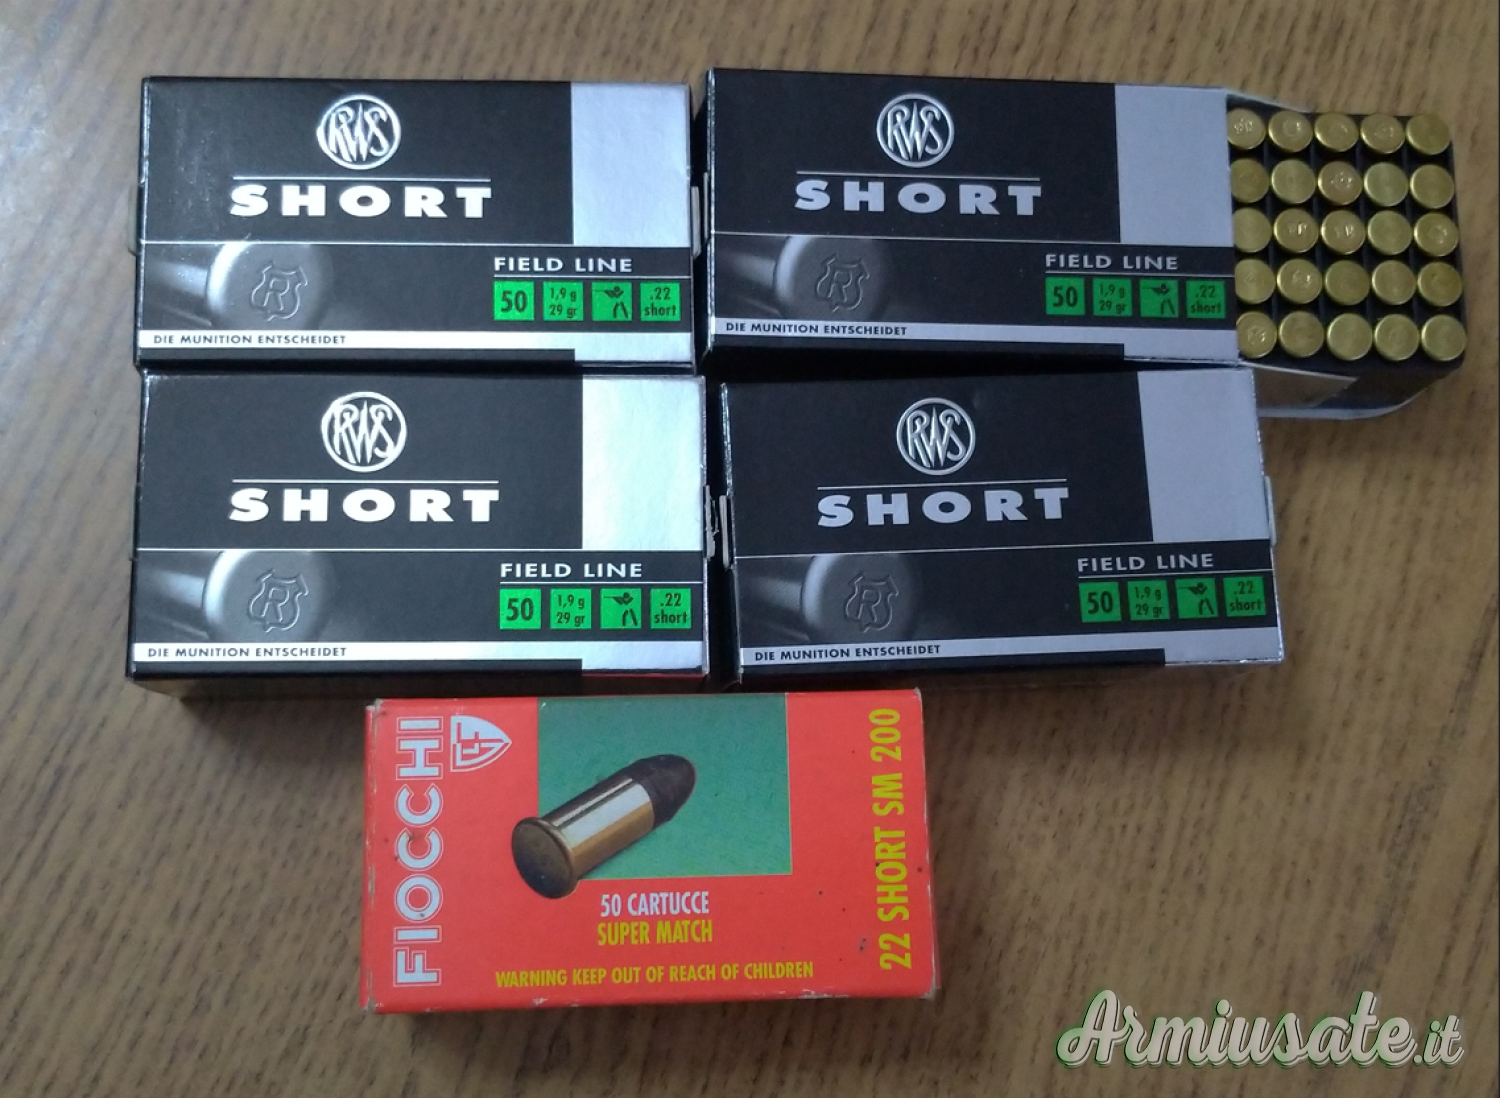 RWS
SHORT
FIELD LINE
50
1,9 g
29 gr
.22
short
DIE MUNITION ENTSCHEIDET
RWS
SHORT
FIELD LINE
50
1,9 g
29 gr
.22
short
DIE MUNITION ENTSCHEIDET
RWS
SHORT
R
FIELD LINE
50
1,9 g
29 gr
.22
short
DIE MUNITION ENTSCHEIDET
RWS
SHORT
R
FIELD LINE
50
1,9 g
29 gr
.22
short
DIE MUNITION ENTSCHEIDET
FIOCCHI
50 CARTUCCE
SUPER MATCH
WARNING KEEP OUT OF REACH OF CHILDREN
22 SHORT SM 200
Armiusate.it